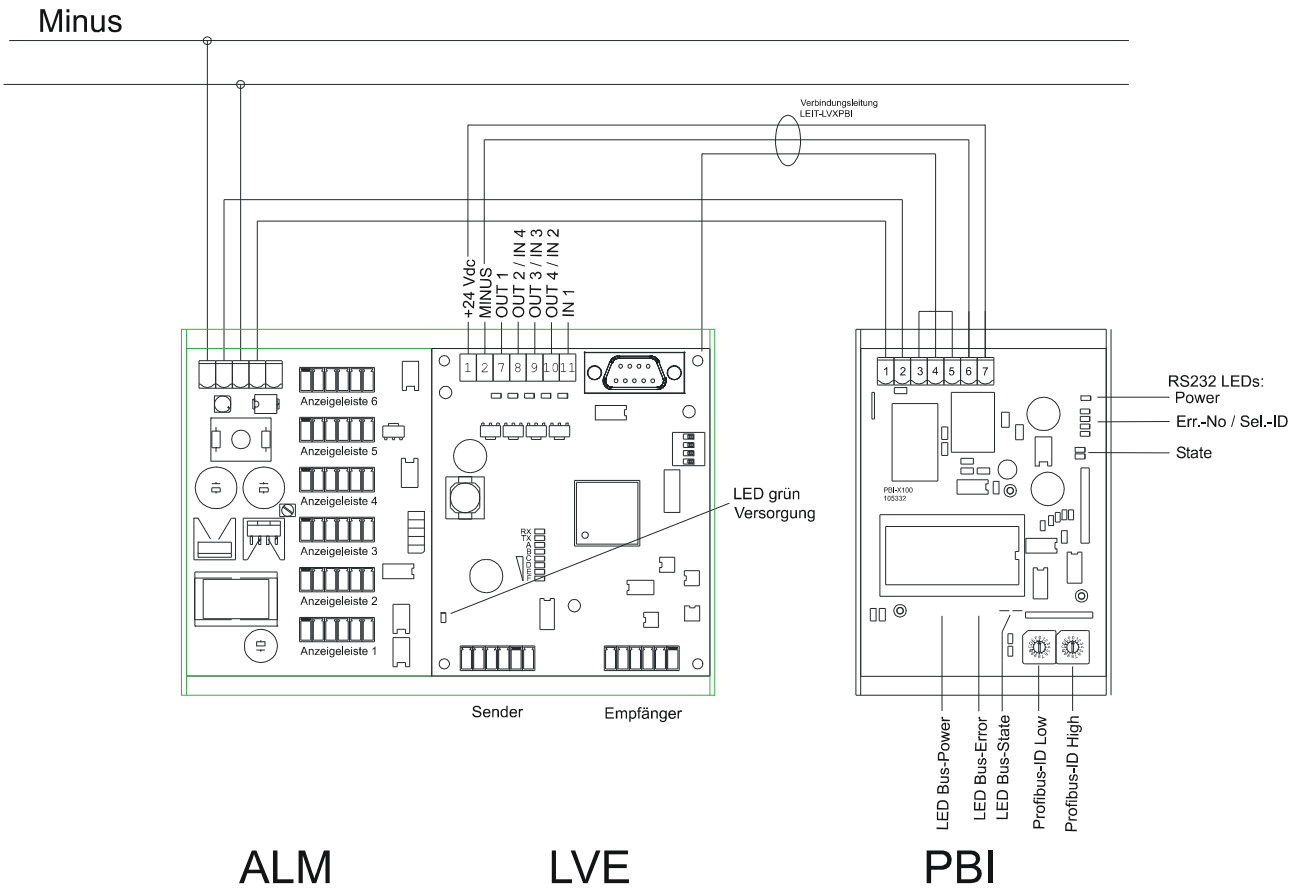 Minus
Verbindungsleitung
LEIT-LVXPBI
+24 Vdc
MINUS
OUT 1
OUT 2 / IN 4
OUT 3 / IN 3
OUT 4 / IN 2
IN 1
1 2 7 8 9 10 11
1 2 3 4 5 6 7
Anzeigeleiste 6
Anzeigeleiste 5
Anzeigeleiste 4
Anzeigeleiste 3
Anzeigeleiste 2
Anzeigeleiste 1
RX
TX
A
B
C
D
E
F
LED grün
Versorgung
PBI-X100
105332
RS232 LEDs:
Power
Err.-No / Sel.-ID
State
Sender
Empfänger
LED Bus-Power
LED Bus-Error
LED Bus-State
Profibus-ID Low
Profibus-ID High
ALM
LVE
PBI